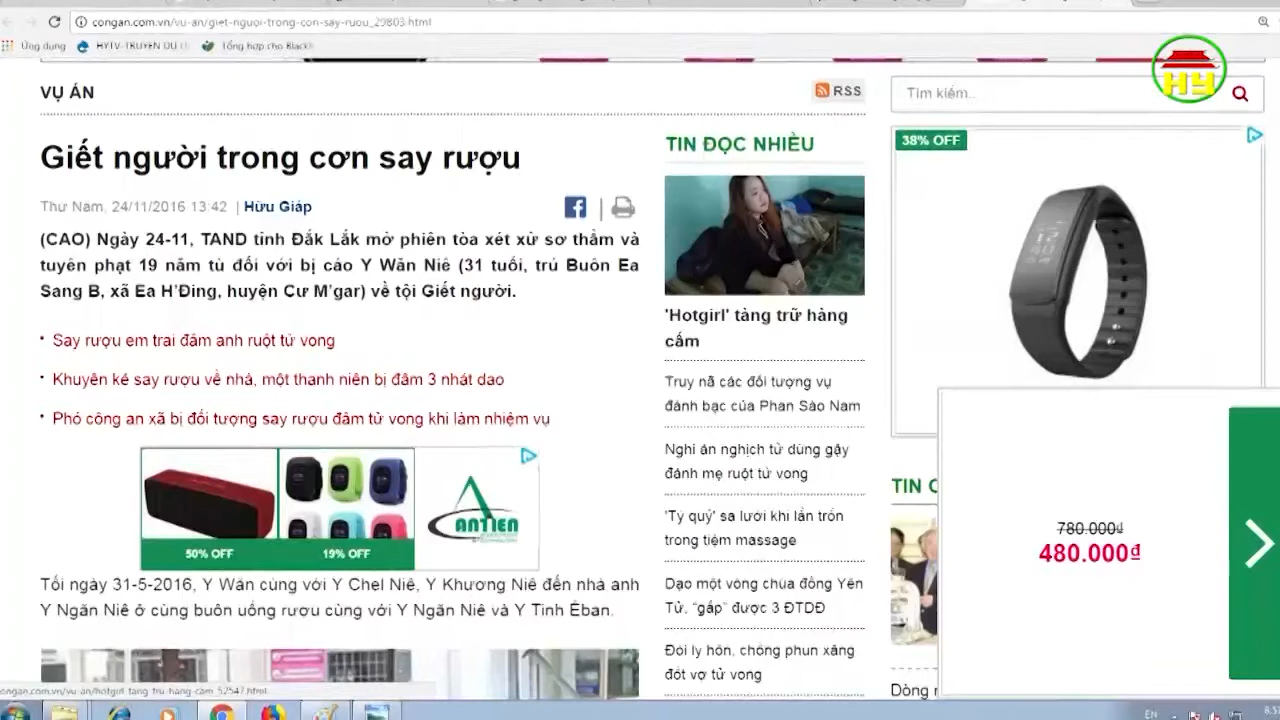 congan.com.vn/vu-an/giet-nguoi-trong-con-say-ruou_29803.html
Ứng dụng
HYTV-TRUYEN DU
Tổng hợp cho Black
HY
VỤ ÁN
RSS
Tìm kiếm..
Giết người trong cơn say rượu
Thứ Năm, 24/11/2016 13:42 | Hữu Giáp
(CAO) Ngày 24-11, TAND tỉnh Đắk Lắk mở phiên tòa xét xử sơ thẩm và
tuyên phạt 19 năm tù đối với bị cáo Y Wăn Niê (31 tuổi, trú Buôn Ea
Sang B, xã Ea H'Đing, huyện Cư M'gar) về tội Giết người.
• Say rượu em trai đâm anh ruột tử vong
• Khuyên kẻ say rượu về nhà, một thanh niên bị đâm 3 nhát dao
• Phó công an xã bị đối tượng say rượu đâm tử vong khi làm nhiệm vụ
50% OFF
19% OFF
ANTIEN
Tối ngày 31-5-2016, Y Wăn cùng với Y Chel Niê, Y Khương Niê đến nhà anh
Y Ngăn Niê ở cùng buôn uống rượu cùng với Y Ngăn Niê và Y Tinh Êban.
TIN ĐỌC NHIỀU
'Hotgirl' tàng trữ hàng
cấm
Truy nã các đối tượng vụ
đánh bạc của Phan Sào Nam
Nghi án nghịch tử dùng gậy
đánh mẹ ruột tử vong
'Tý quỷ' sa lưới khi lẩn trốn
trong tiệm massage
Dạo một vòng chùa đồng Yên
Tử, "gặp" được 3 ĐTDĐ
Đòi ly hôn, chồng phun xăng
đốt vợ tử vong
38% OFF
TIN
780.000₫
480.000₫
Dòng
congan.com.vn/vu-an/hotgirl-tang-tru-hang-cam_52547.html
EN